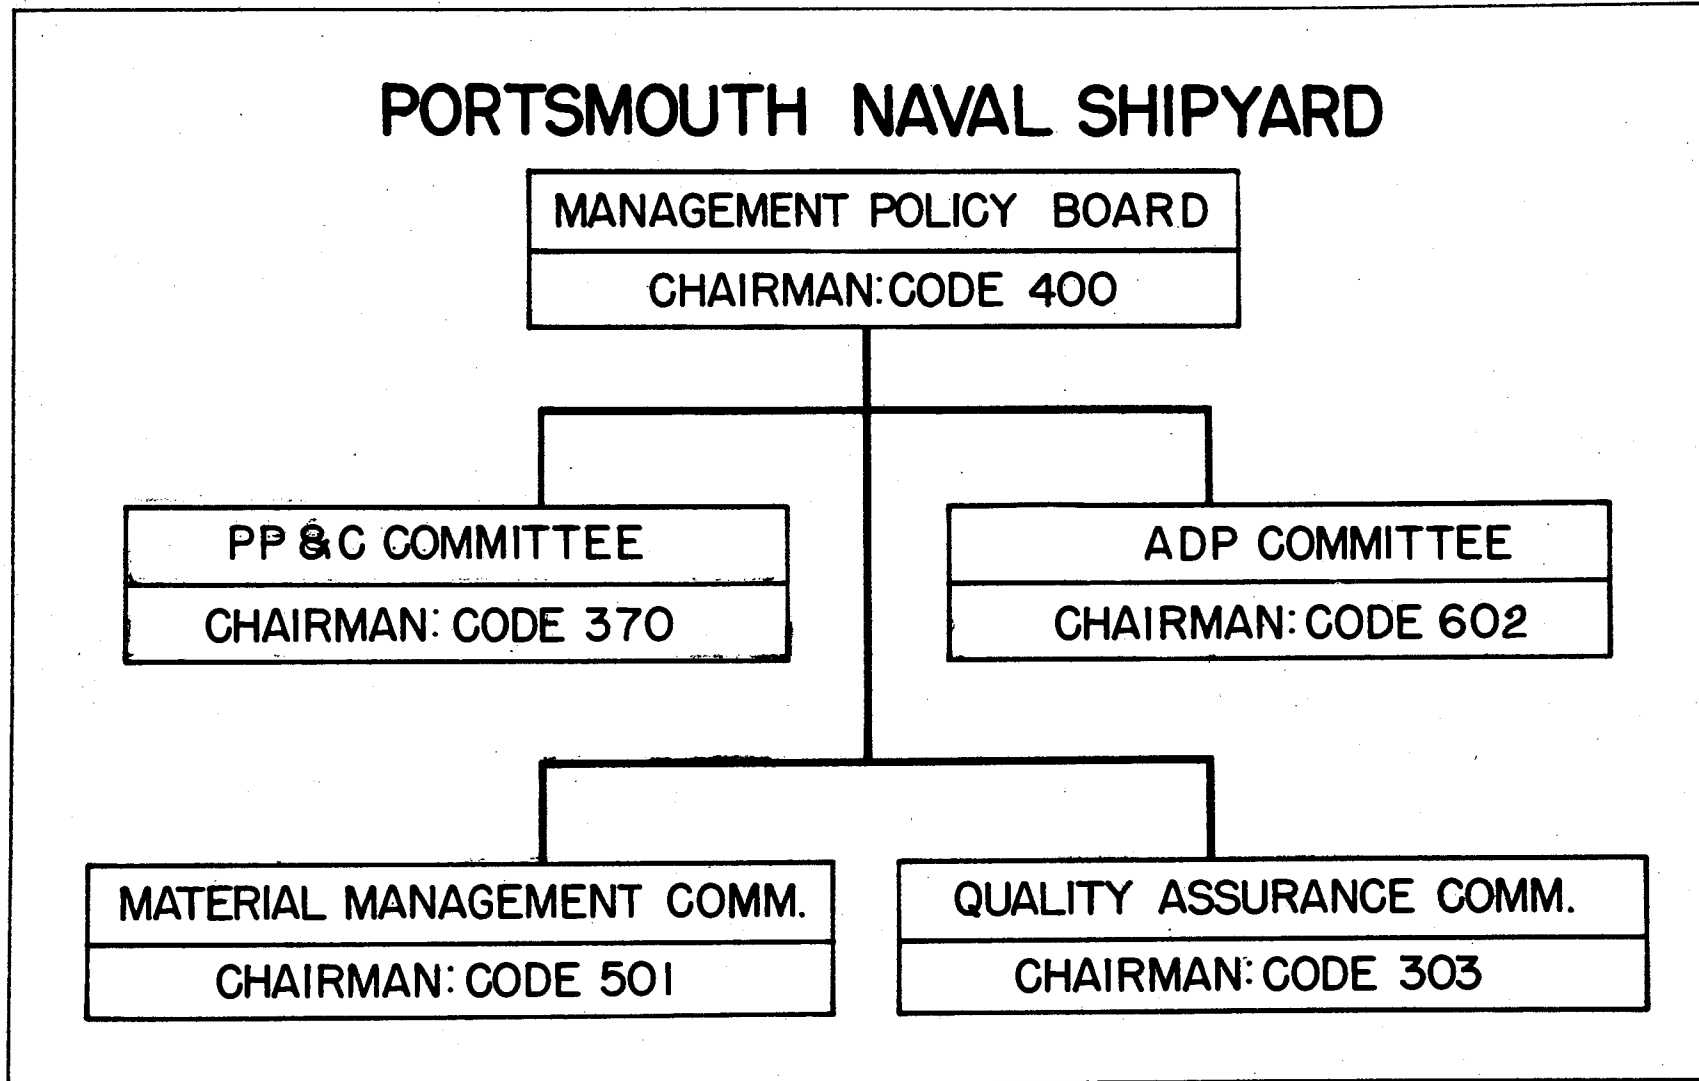 PORTSMOUTH NAVAL SHIPYARD
MANAGEMENT POLICY BOARD
CHAIRMAN: CODE 400
PP & C COMMITTEE
CHAIRMAN: CODE 370
ADP COMMITTEE
CHAIRMAN: CODE 602
MATERIAL MANAGEMENT COMM.
CHAIRMAN: CODE 501
QUALITY ASSURANCE COMM.
CHAIRMAN: CODE 303